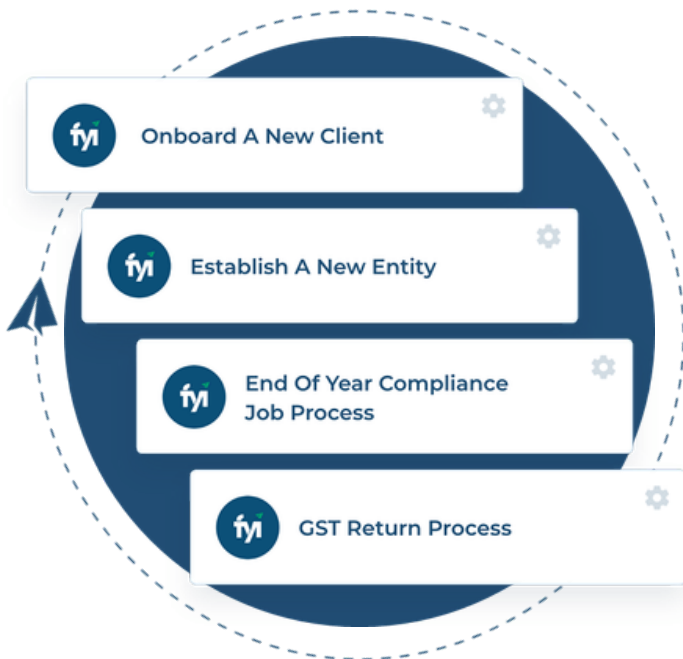 fyi
Onboard A New Client
fyi
Establish A New Entity
fyi
End Of Year Compliance
Job Process
fyi
GST Return Process